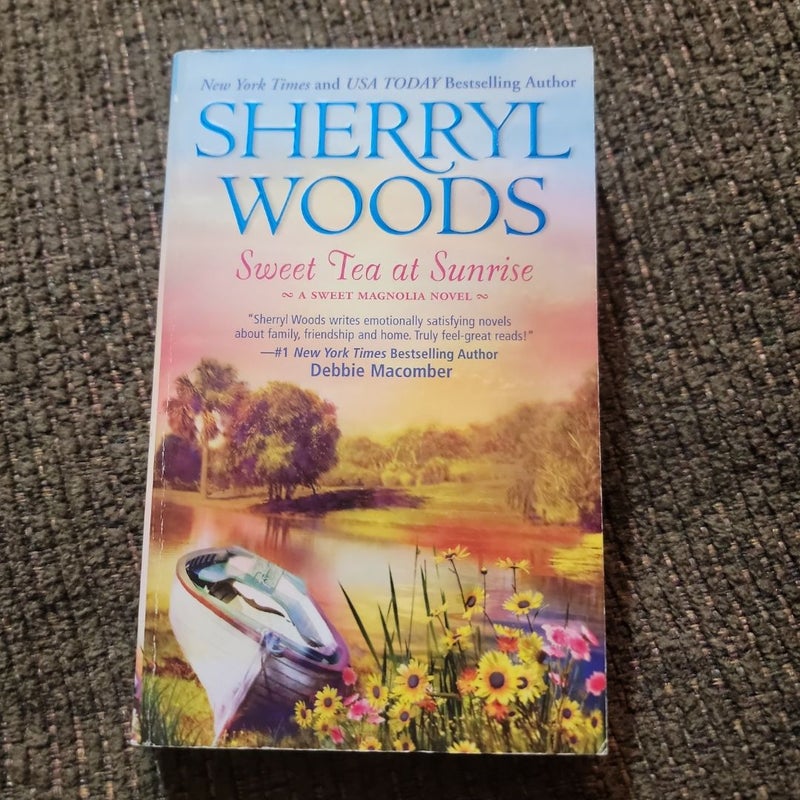 New York Times and USA TODAY Bestselling Author
SHERRYL
WOODS
Sweet Tea at Sunrise
~ A SWEET MAGNOLIA NOVEL ~
"Sherryl Woods writes emotionally satisfying novels
about family, friendship and home. Truly feel-great reads!"
—#1 New York Times Bestselling Author
Debbie Macomber